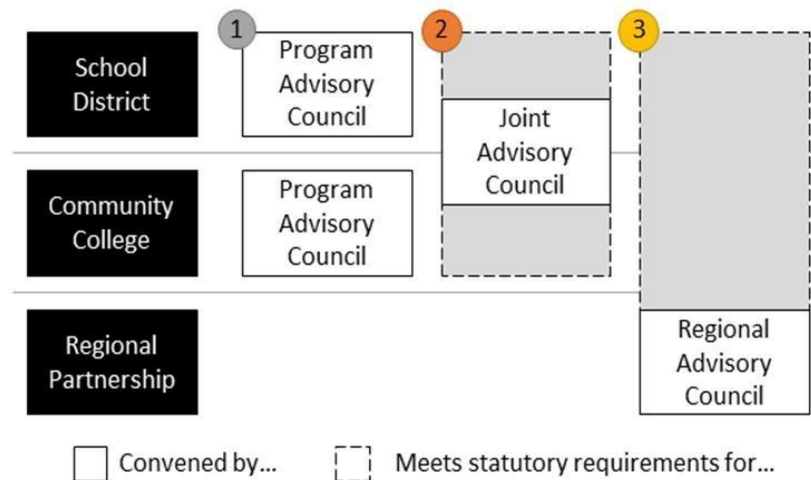 1
2
3
School
District
Program
Advisory
Council
Joint
Advisory
Council
Community
College
Program
Advisory
Council
Regional
Partnership
Regional
Advisory
Council
Convened by...
Meets statutory requirements for...